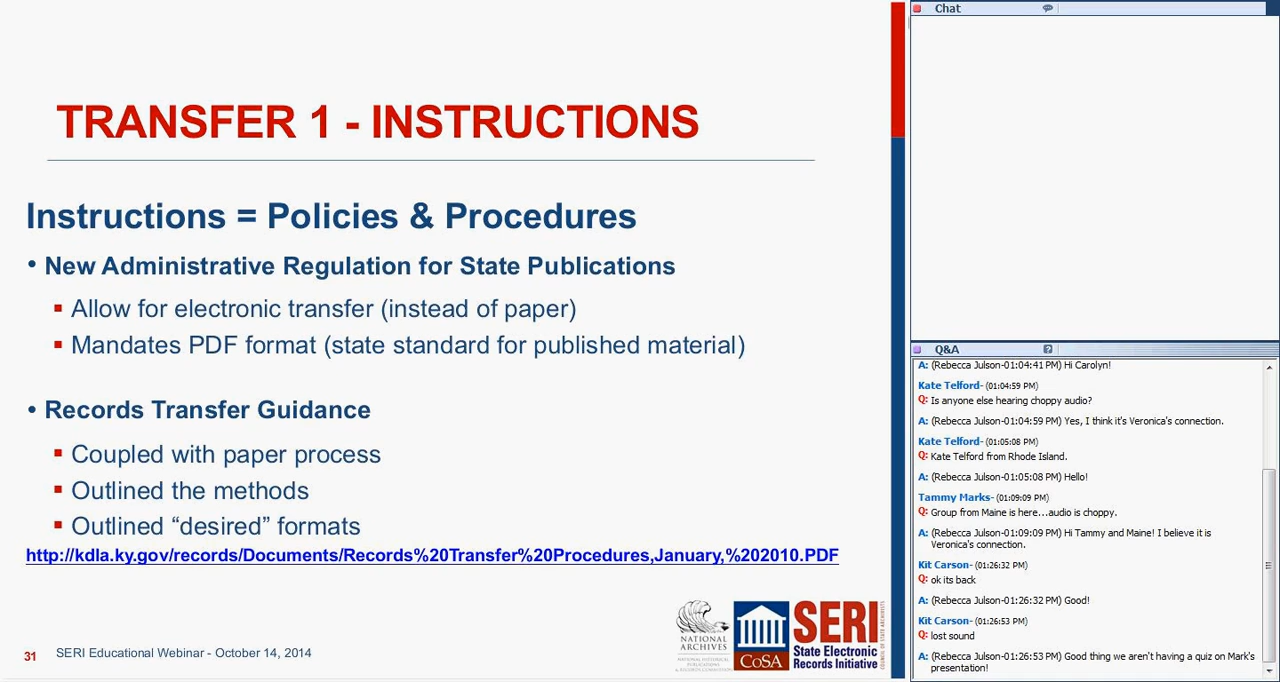 TRANSFER 1 - INSTRUCTIONS
Instructions = Policies & Procedures
• New Administrative Regulation for State Publications
▪ Allow for electronic transfer (instead of paper)
▪ Mandates PDF format (state standard for published material)
• Records Transfer Guidance
▪ Coupled with paper process
▪ Outlined the methods
▪ Outlined “desired” formats
http://kdla.ky.gov/records/Documents/Records%20Transfer%20Procedures,January,%202010.PDF
31 SERI Educational Webinar - October 14, 2014
NATIONAL
ARCHIVES
NATIONAL HISTORICAL
PUBLICATIONS
& RECORDS COMMISSION
CoSA
SERI
State Electronic
Records Initiative
COUNCIL OF STATE ARCHIVISTS
Chat
Q&A
A: (Rebecca Julson-01:04:41 PM) Hi Carolyn!
Kate Telford- (01:04:59 PM)
Q: Is anyone else hearing choppy audio?
A: (Rebecca Julson-01:04:59 PM) Yes, I think it's Veronica's connection.
Kate Telford- (01:05:08 PM)
Q: Kate Telford from Rhode Island.
A: (Rebecca Julson-01:05:08 PM) Hello!
Tammy Marks- (01:09:09 PM)
Q: Group from Maine is here...audio is choppy.
A: (Rebecca Julson-01:09:09 PM) Hi Tammy and Maine! I believe it is
Veronica's connection.
Kit Carson- (01:26:32 PM)
Q: ok its back
A: (Rebecca Julson-01:26:32 PM) Good!
Kit Carson- (01:26:53 PM)
Q: lost sound
A: (Rebecca Julson-01:26:53 PM) Good thing we aren't having a quiz on Mark's
presentation!